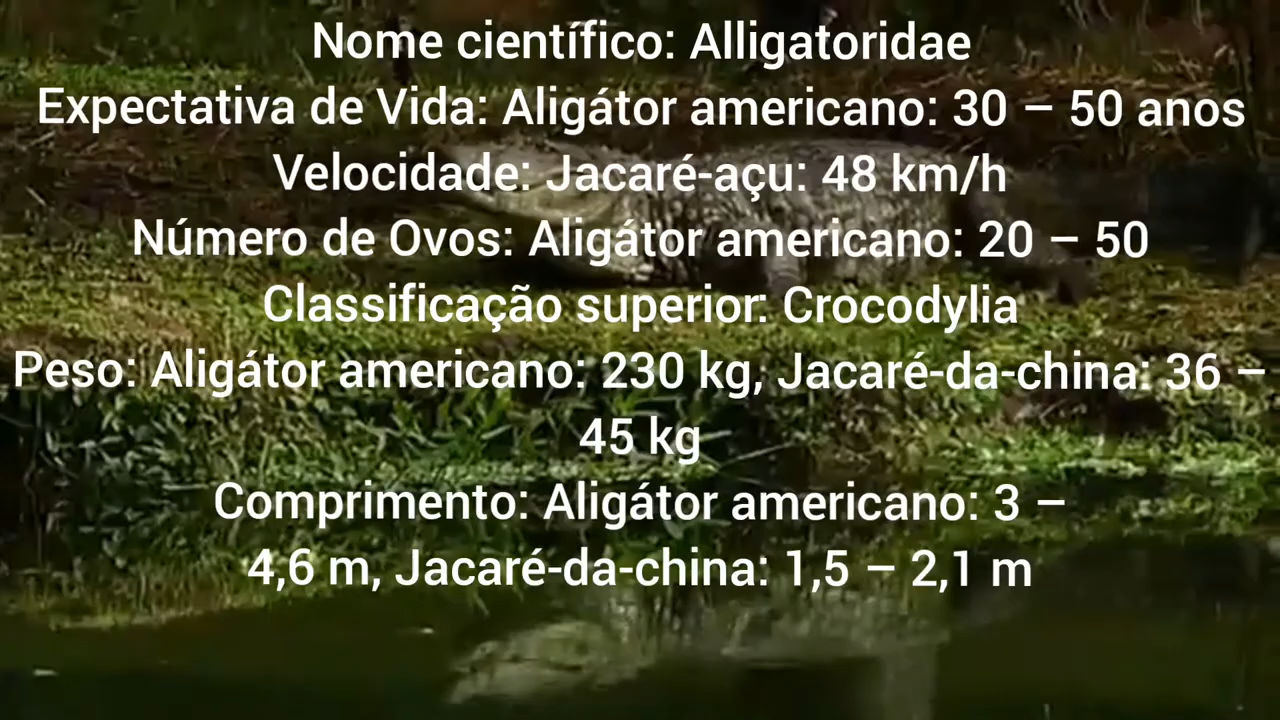 Nome científico: Alligatoridae
Expectativa de Vida: Aligátor americano: 30 – 50 anos
Velocidade: Jacaré-açu: 48 km/h
Número de Ovos: Aligátor americano: 20 – 50
Classificação superior: Crocodylia
Peso: Aligátor americano: 230 kg, Jacaré-da-china: 36 –
45 kg
Comprimento: Aligátor americano: 3 –
4,6 m, Jacaré-da-china: 1,5 – 2,1 m